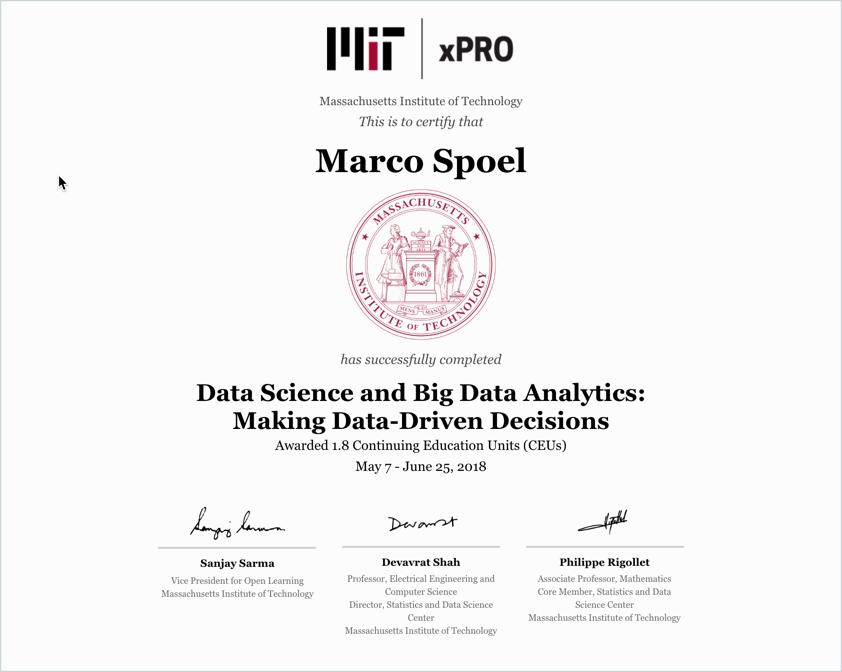 MIT xPRO
Massachusetts Institute of Technology
This is to certify that
Marco Spoel
MASSACHUSETTS
INSTITUTE OF TECHNOLOGY
1861
MENS MANUS
has successfully completed
Data Science and Big Data Analytics:
Making Data-Driven Decisions
Awarded 1.8 Continuing Education Units (CEUs)
May 7 - June 25, 2018
Sanjay Sarma
Vice President for Open Learning
Massachusetts Institute of Technology
Devavrat Shah
Professor, Electrical Engineering and
Computer Science
Director, Statistics and Data Science
Center
Massachusetts Institute of Technology
Philippe Rigollet
Associate Professor, Mathematics
Core Member, Statistics and Data
Science Center
Massachusetts Institute of Technology